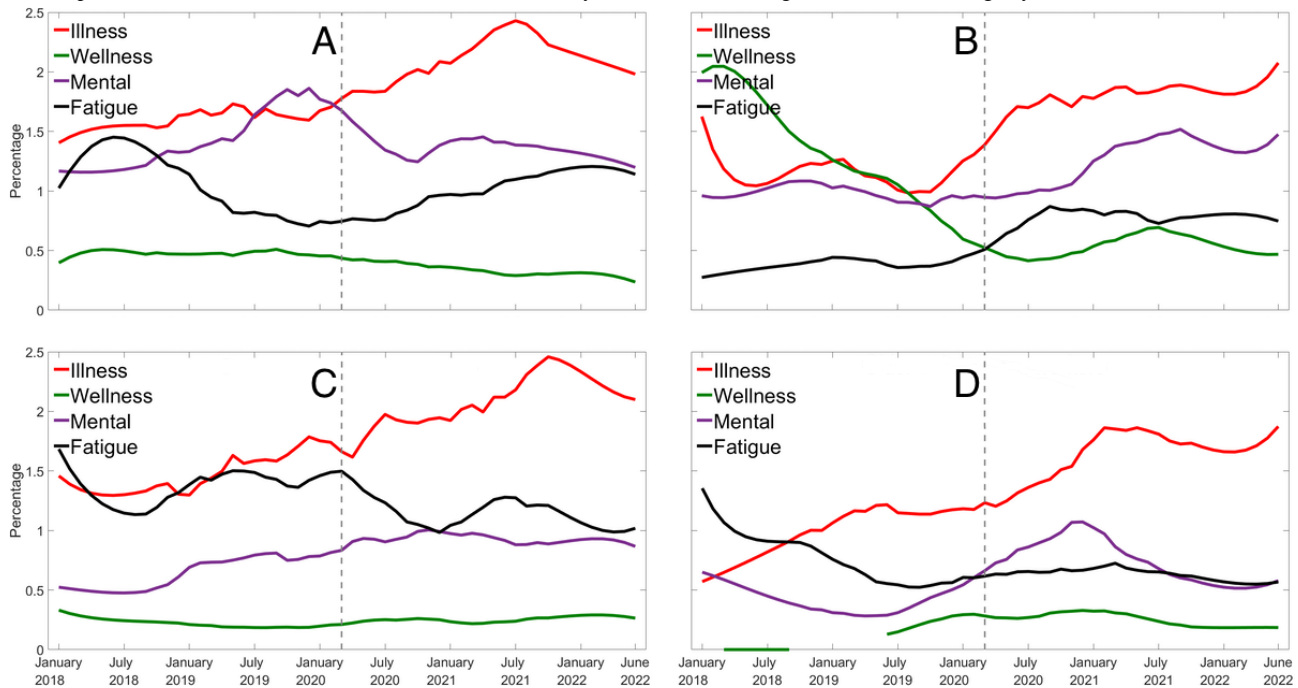 2.5
2
1.5
1
0.5
0
Percentage
Illness
Wellness
Mental
Fatigue
A
Illness
Wellness
Mental
Fatigue
B
2.5
2
1.5
1
0.5
0
Percentage
Illness
Wellness
Mental
Fatigue
C
Illness
Wellness
Mental
Fatigue
D
January July January July January July January July January June
2018 2018 2019 2019 2020 2020 2021 2021 2022 2022
January July January July January July January July January June
2018 2018 2019 2019 2020 2020 2021 2021 2022 2022